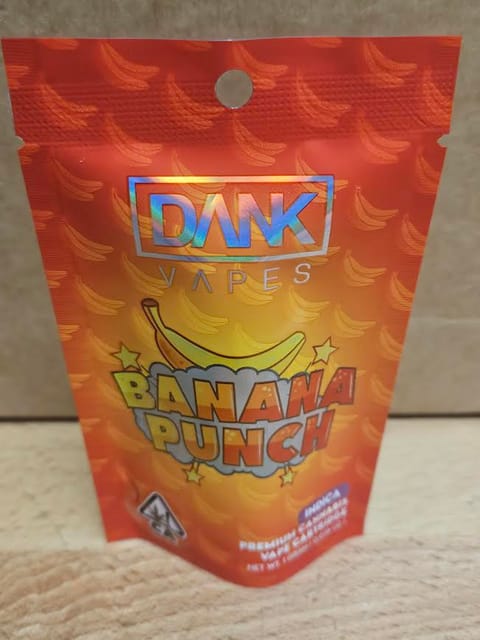 DANK
VAPES
BANANA
PUNCH
INDICA
PREMIUM CANNABIS
VAPE CARTRIDGE
NET WT.